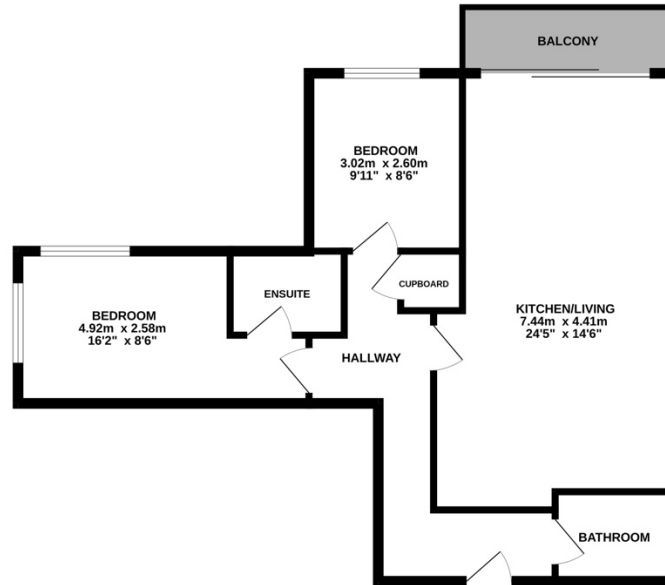 BALCONY
BEDROOM
3.02m x 2.60m
9'11" x 8'6"
ENSUITE
CUPBOARD
BEDROOM
4.92m x 2.58m
16'2" x 8'6"
KITCHEN/LIVING
7.44m x 4.41m
24'5" x 14'6"
HALLWAY
BATHROOM